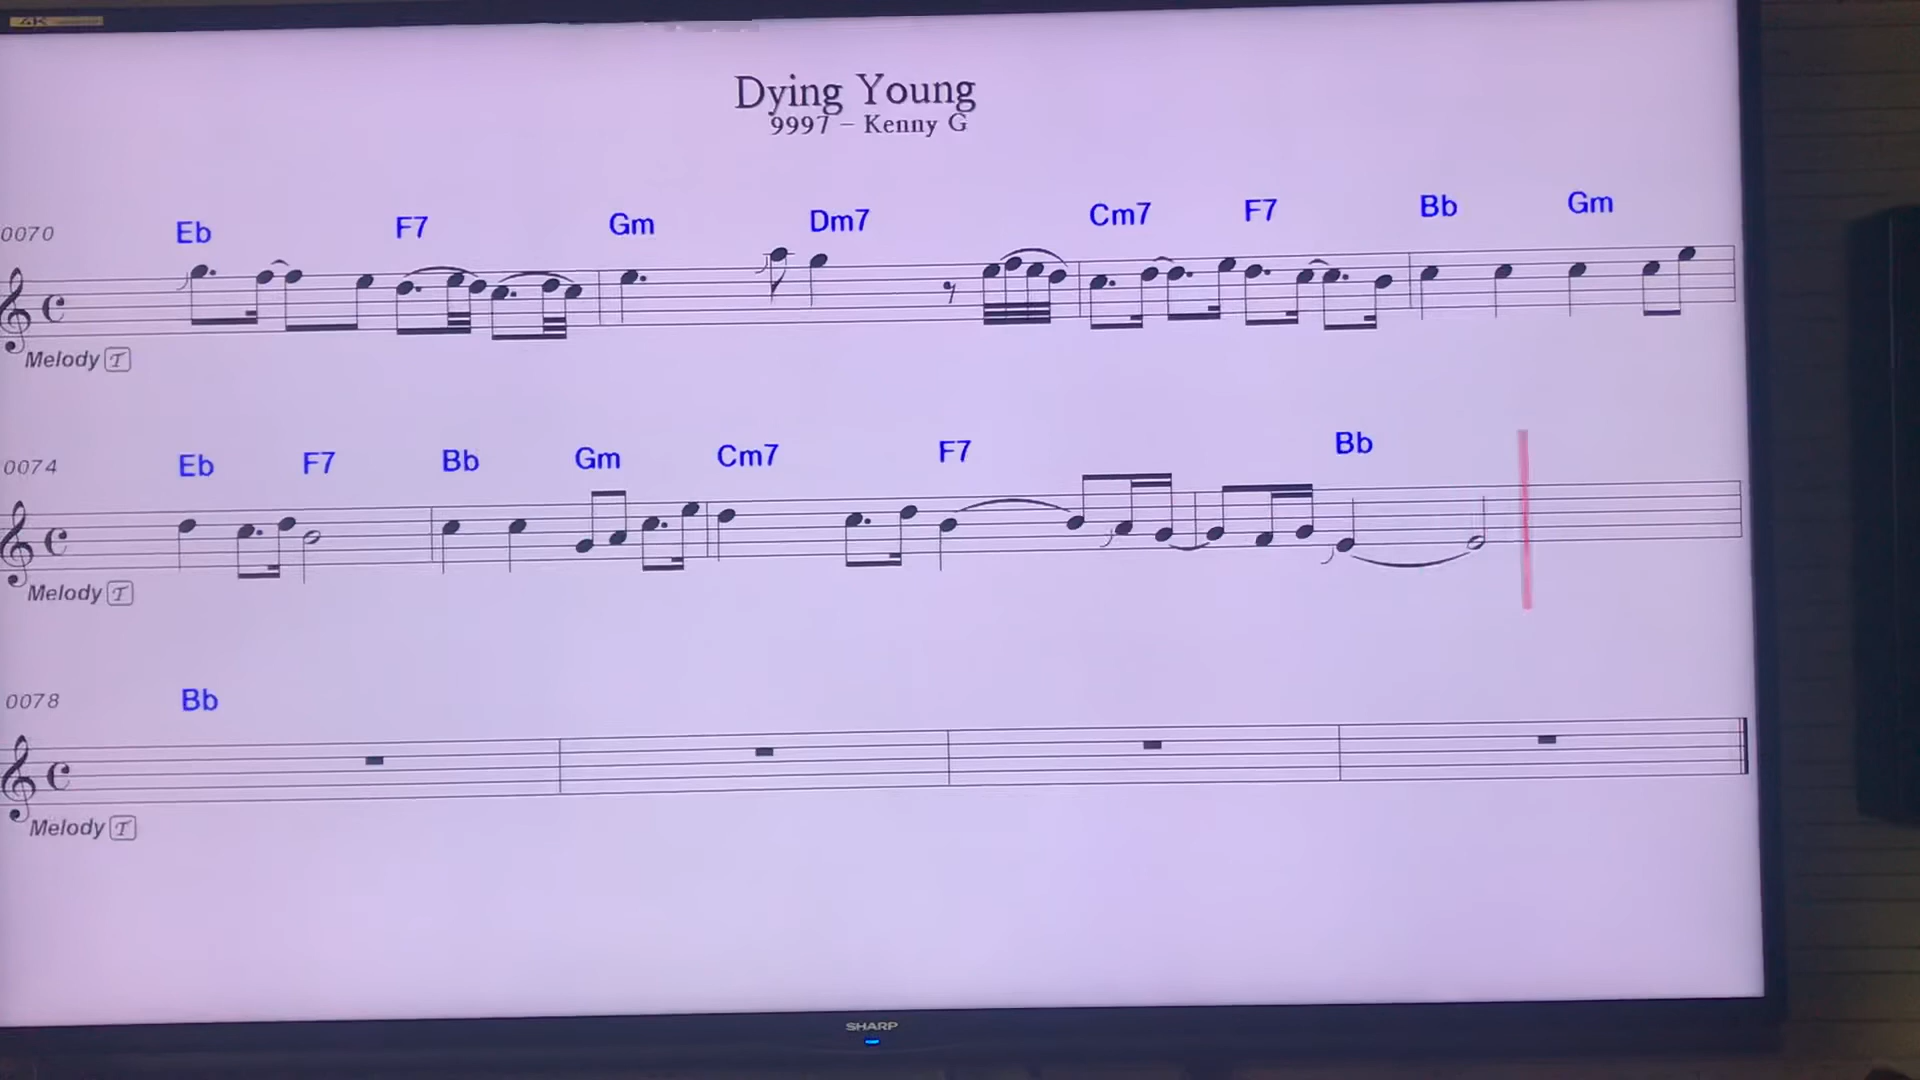 4K
Dying Young
9997 - Kenny G
0070 Eb F7 Gm Dm7 Cm7 F7 Bb Gm
Melody T
0074 Eb F7 Bb Gm Cm7 F7 Bb
Melody T
0078 Bb
Melody T
SHARP